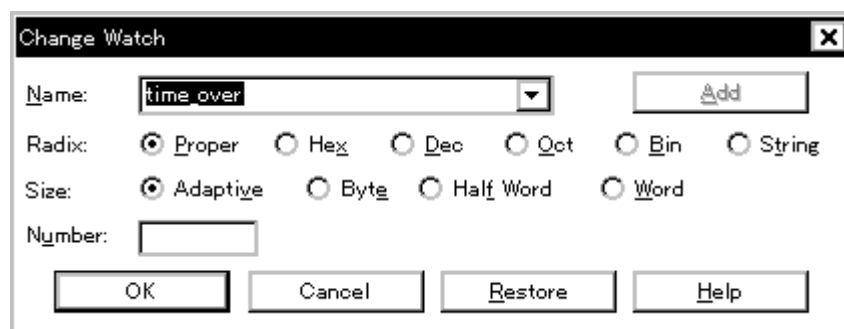 Change Watch
Name: time_over Add
Radix: Proper Hex Dec Oct Bin String
Size: Adaptive Byte Half Word Word
Number:
OK Cancel Restore Help